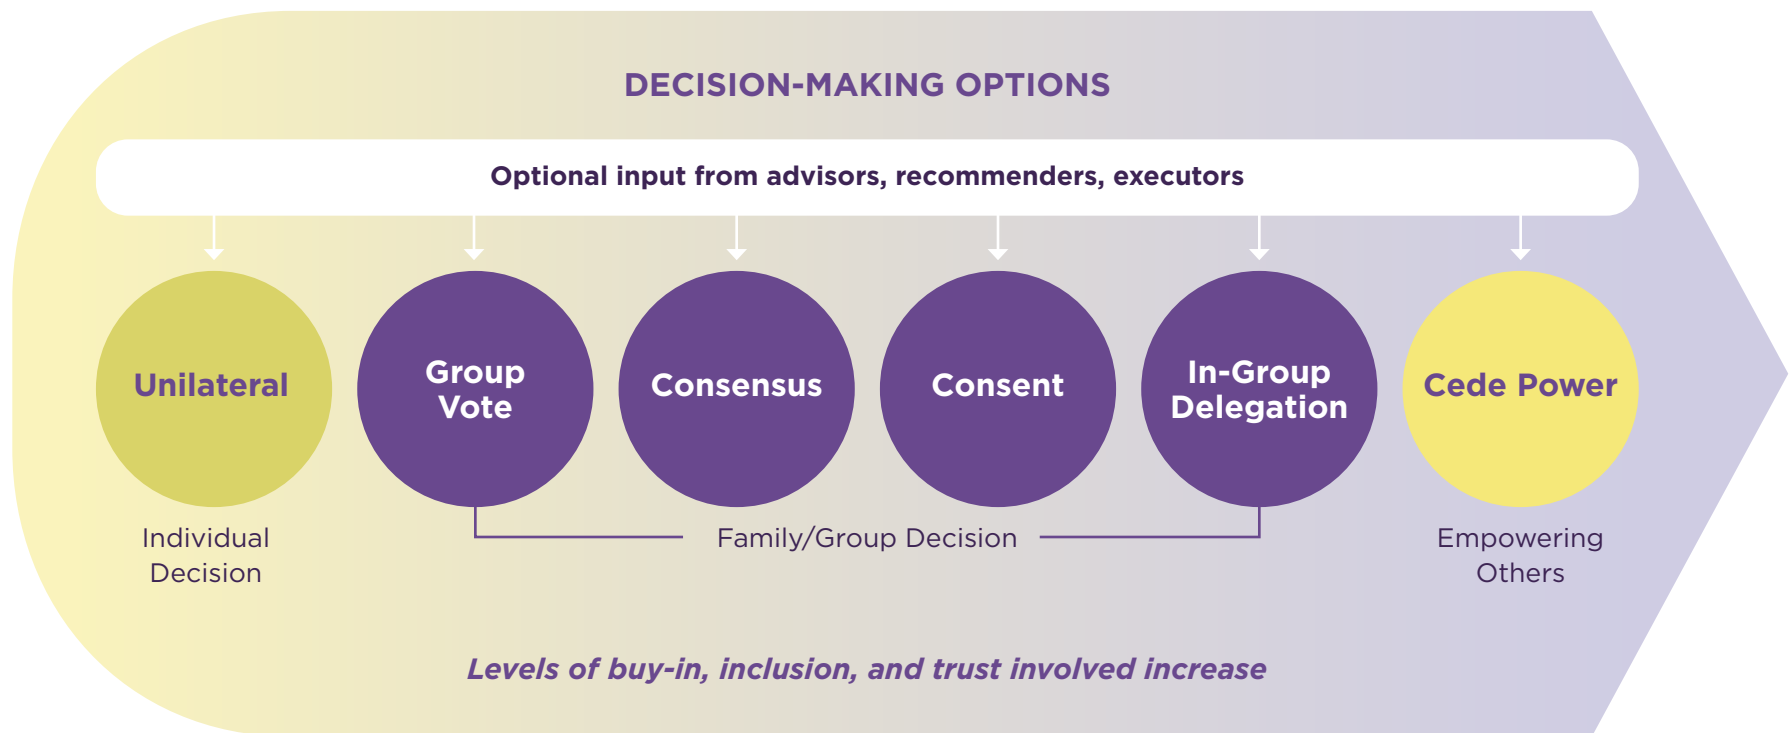 DECISION-MAKING OPTIONS
Optional input from advisors, recommenders, executors
Unilateral
Group
Vote
Consensus
Consent
In-Group
Delegation
Cede Power
Individual
Decision
Family/Group Decision
Empowering
Others
Levels of buy-in, inclusion, and trust involved increase